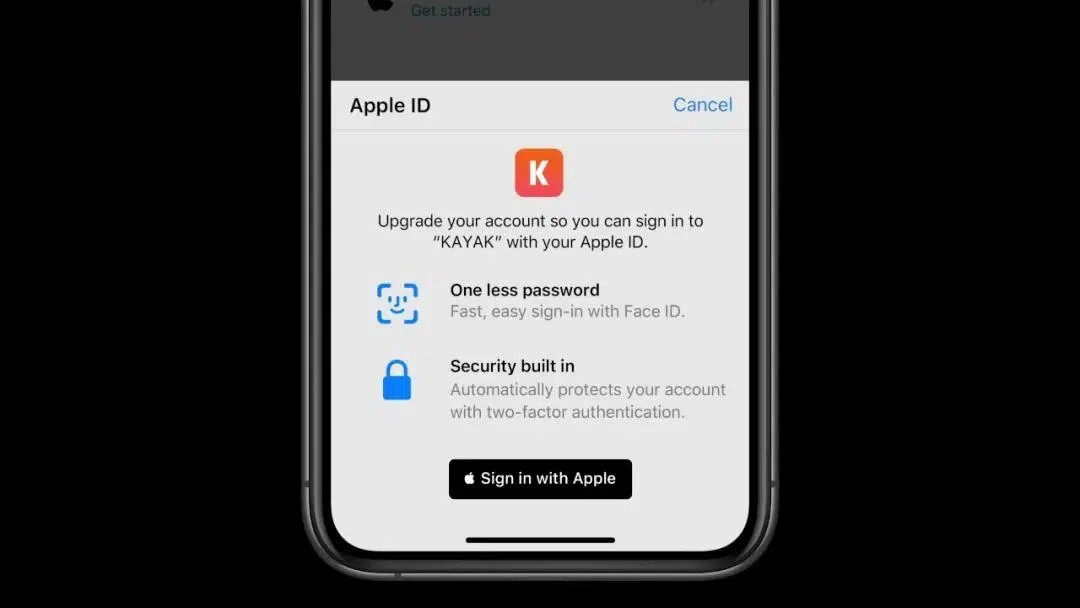 Get started
Apple ID
Cancel
K
Upgrade your account so you can sign in to
“KAYAK” with your Apple ID.
One less password
Fast, easy sign-in with Face ID.
Security built in
Automatically protects your account
with two-factor authentication.
Sign in with Apple